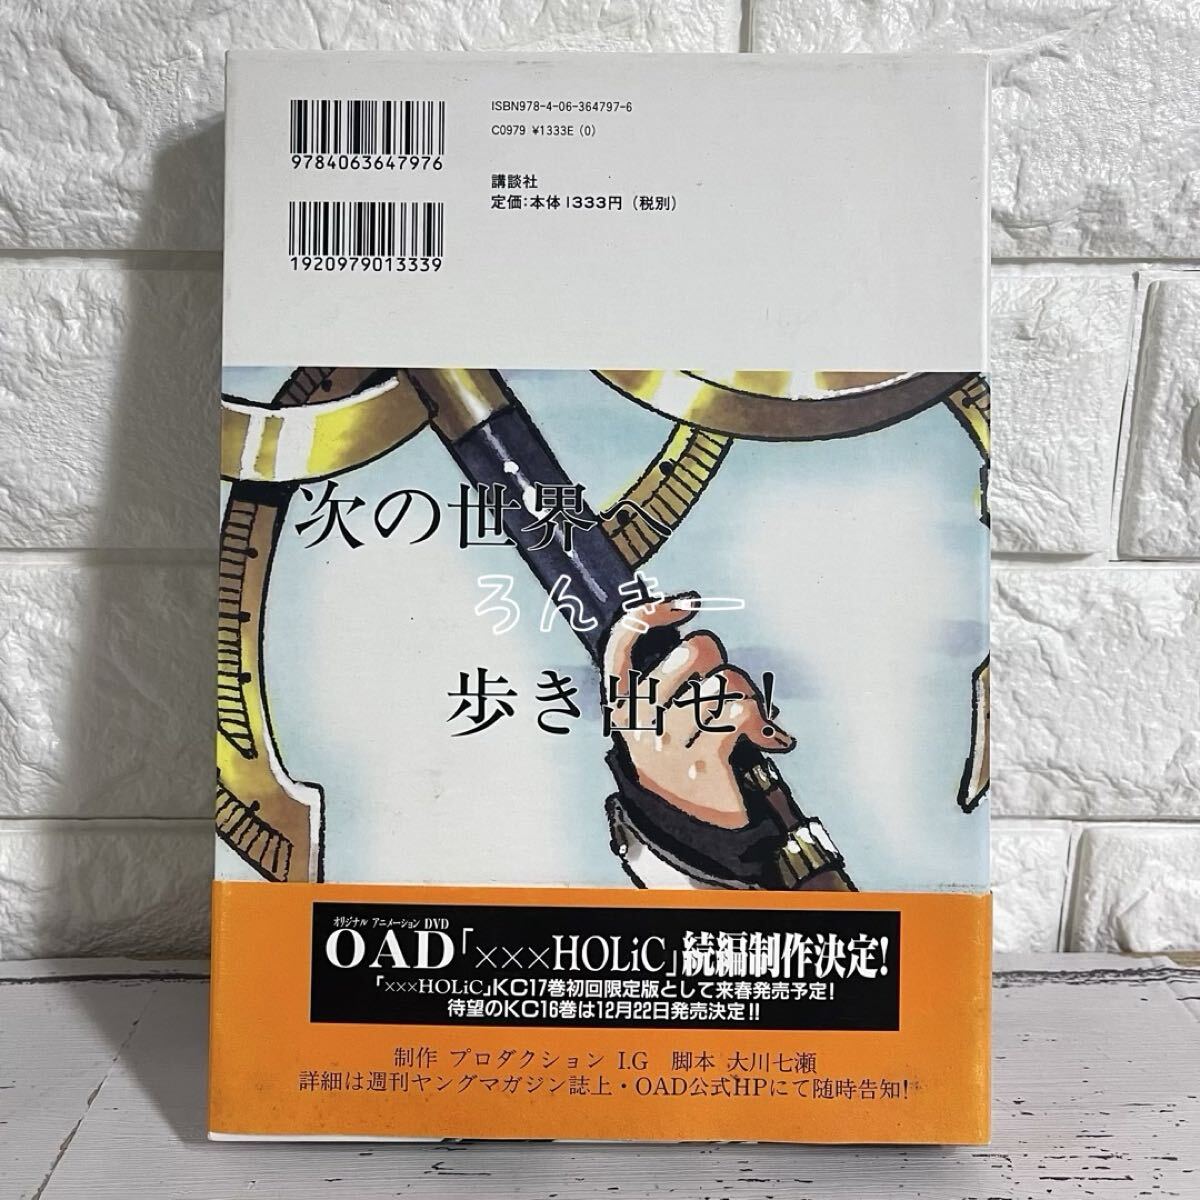 ISBN978-4-06-364797-6
C0979 ¥1333E (0)
9784063647976
講談社
定価：本体1333円（税別）
1920979013339
次の世界へ
ろんきー
歩き出せ！
オリジナル アニメーション DVD
OAD「×××HOLiC」続編制作決定！
「×××HOLiC」KC17巻初回限定版として来春発売予定！
待望のKC16巻は12月22日発売決定！！
制作 プロダクション I.G 脚本 大川七瀬
詳細は週刊ヤングマガジン誌上・OAD公式HPにて随時告知！